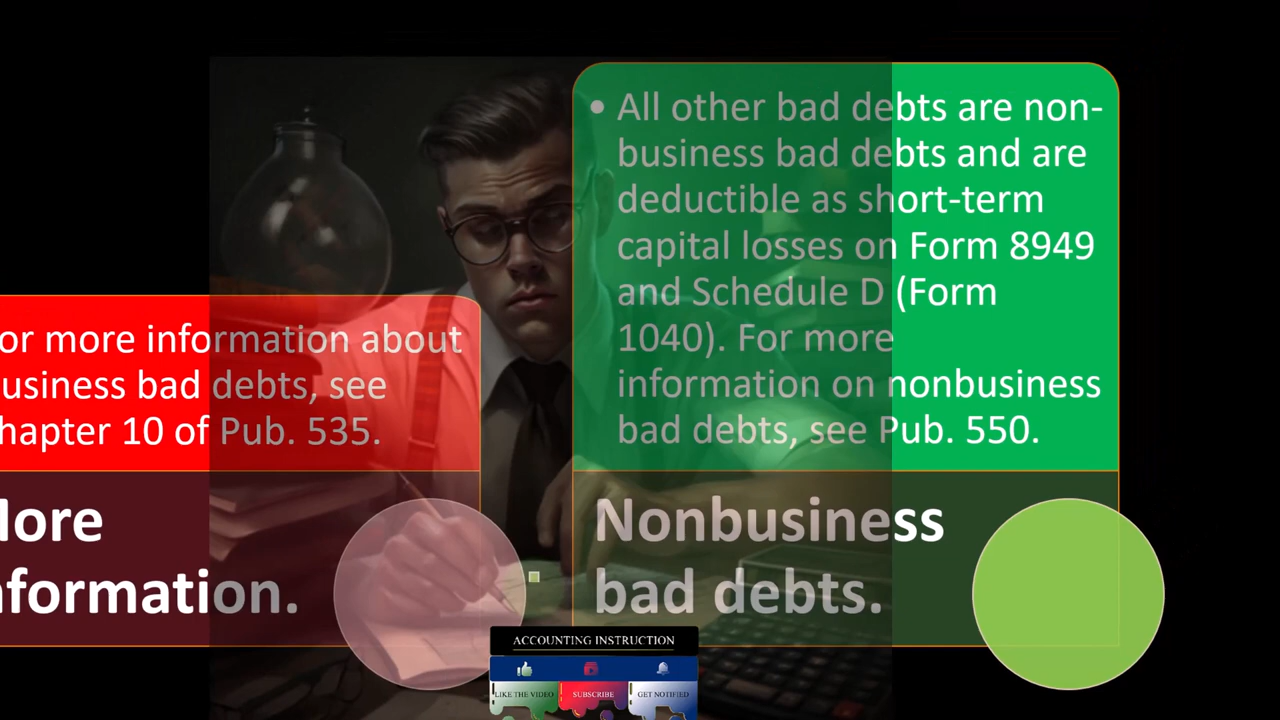 or more information about
usiness bad debts, see
hapter 10 of Pub. 535.
lore
nformation.
• All other bad debts are non-
business bad debts and are
deductible as short-term
capital losses on Form 8949
and Schedule D (Form
1040). For more
information on nonbusiness
bad debts, see Pub. 550.
Nonbusiness
bad debts.
ACCOUNTING INSTRUCTION
LIKE THE VIDEO
SUBSCRIBE
GET NOTIFIED